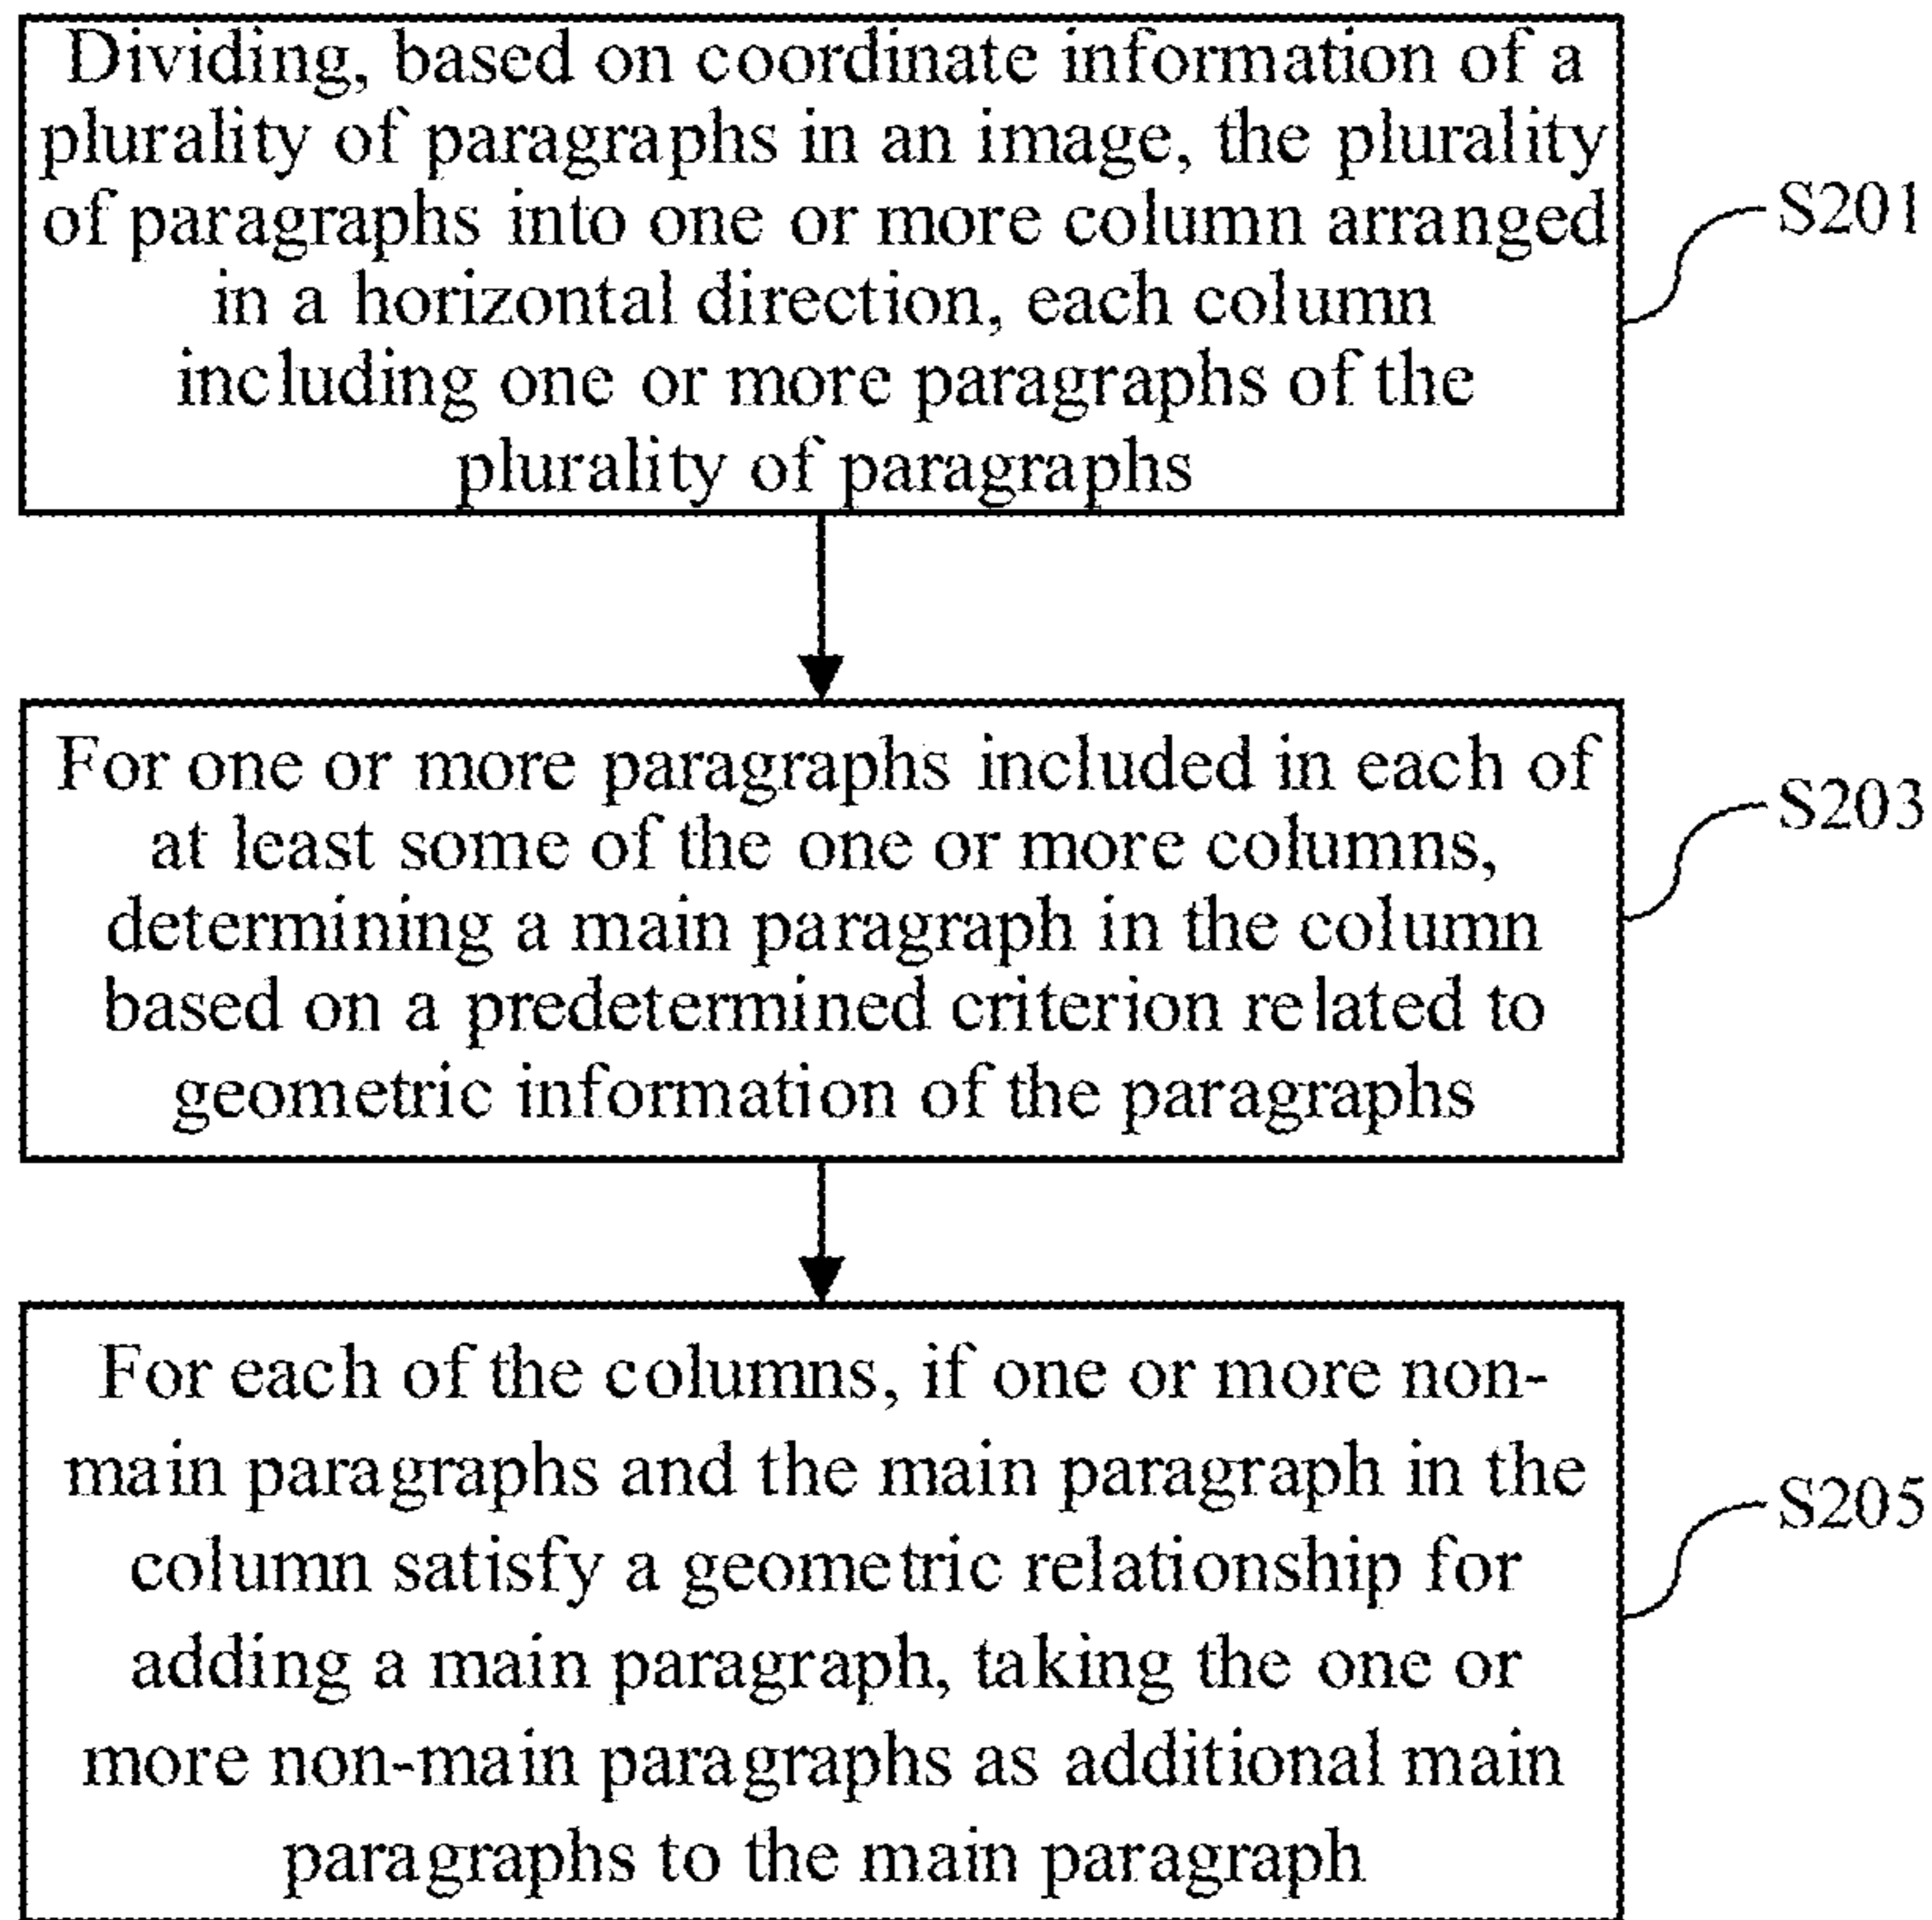 Dividing, based on coordinate information of a
plurality of paragraphs in an image, the plurality
of paragraphs into one or more column arranged
in a horizontal direction, each column
including one or more paragraphs of the
plurality of paragraphs
S201
For one or more paragraphs included in each of
at least some of the one or more columns,
determining a main paragraph in the column
based on a predetermined criterion related to
geometric information of the paragraphs
S203
For each of the columns, if one or more non-
main paragraphs and the main paragraph in the
column satisfy a geometric relationship for
adding a main paragraph, taking the one or
more non-main paragraphs as additional main
paragraphs to the main paragraph
S205